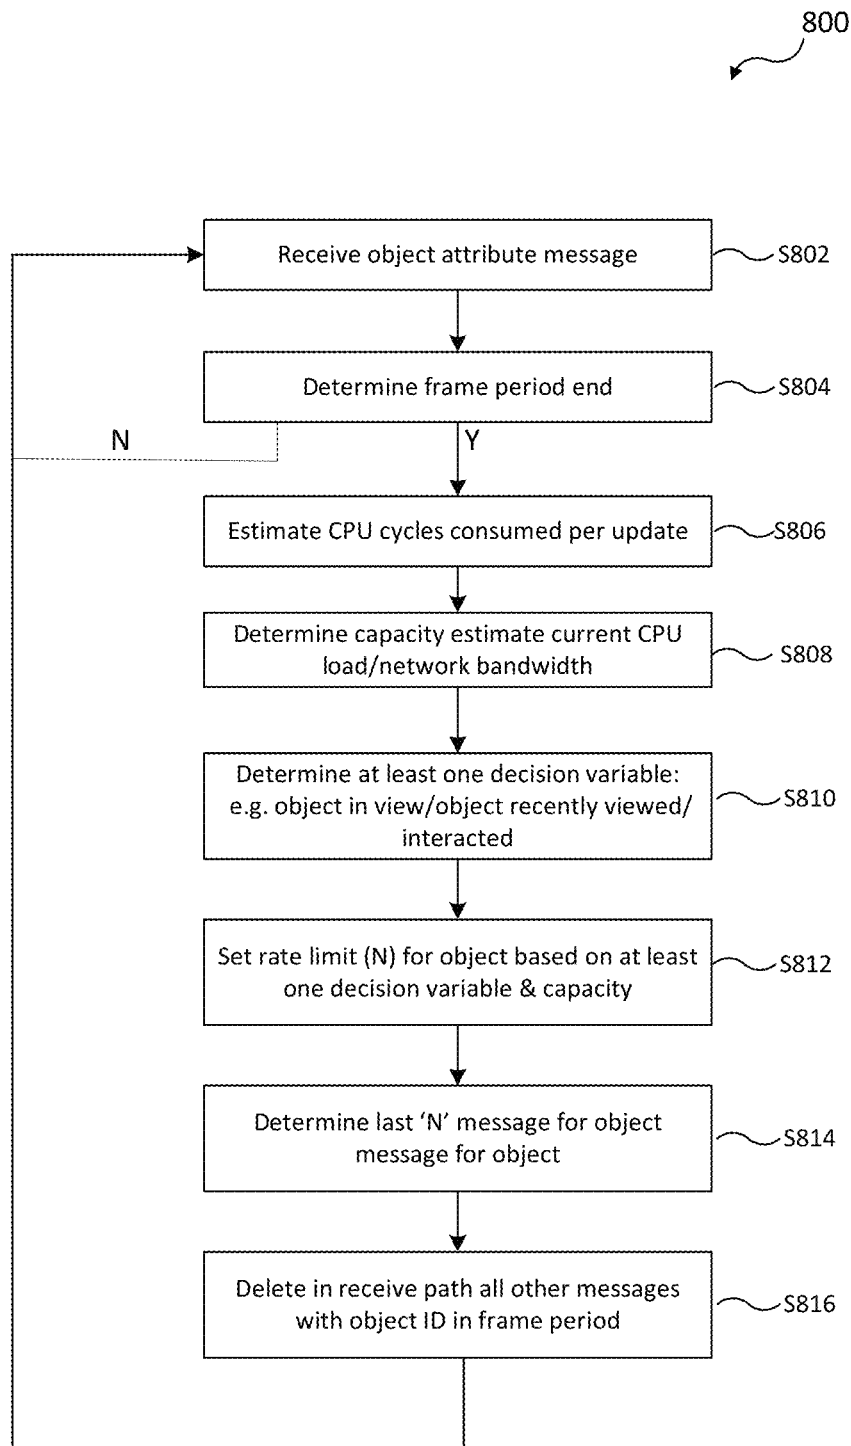 800
Receive object attribute message
S802
Determine frame period end
S804
N
Y
Estimate CPU cycles consumed per update
S806
Determine capacity estimate current CPU
load/network bandwidth
S808
Determine at least one decision variable:
e.g. object in view/object recently viewed/
interacted
S810
Set rate limit (N) for object based on at least
one decision variable & capacity
S812
Determine last ‘N’ message for object
message for object
S814
Delete in receive path all other messages
with object ID in frame period
S816